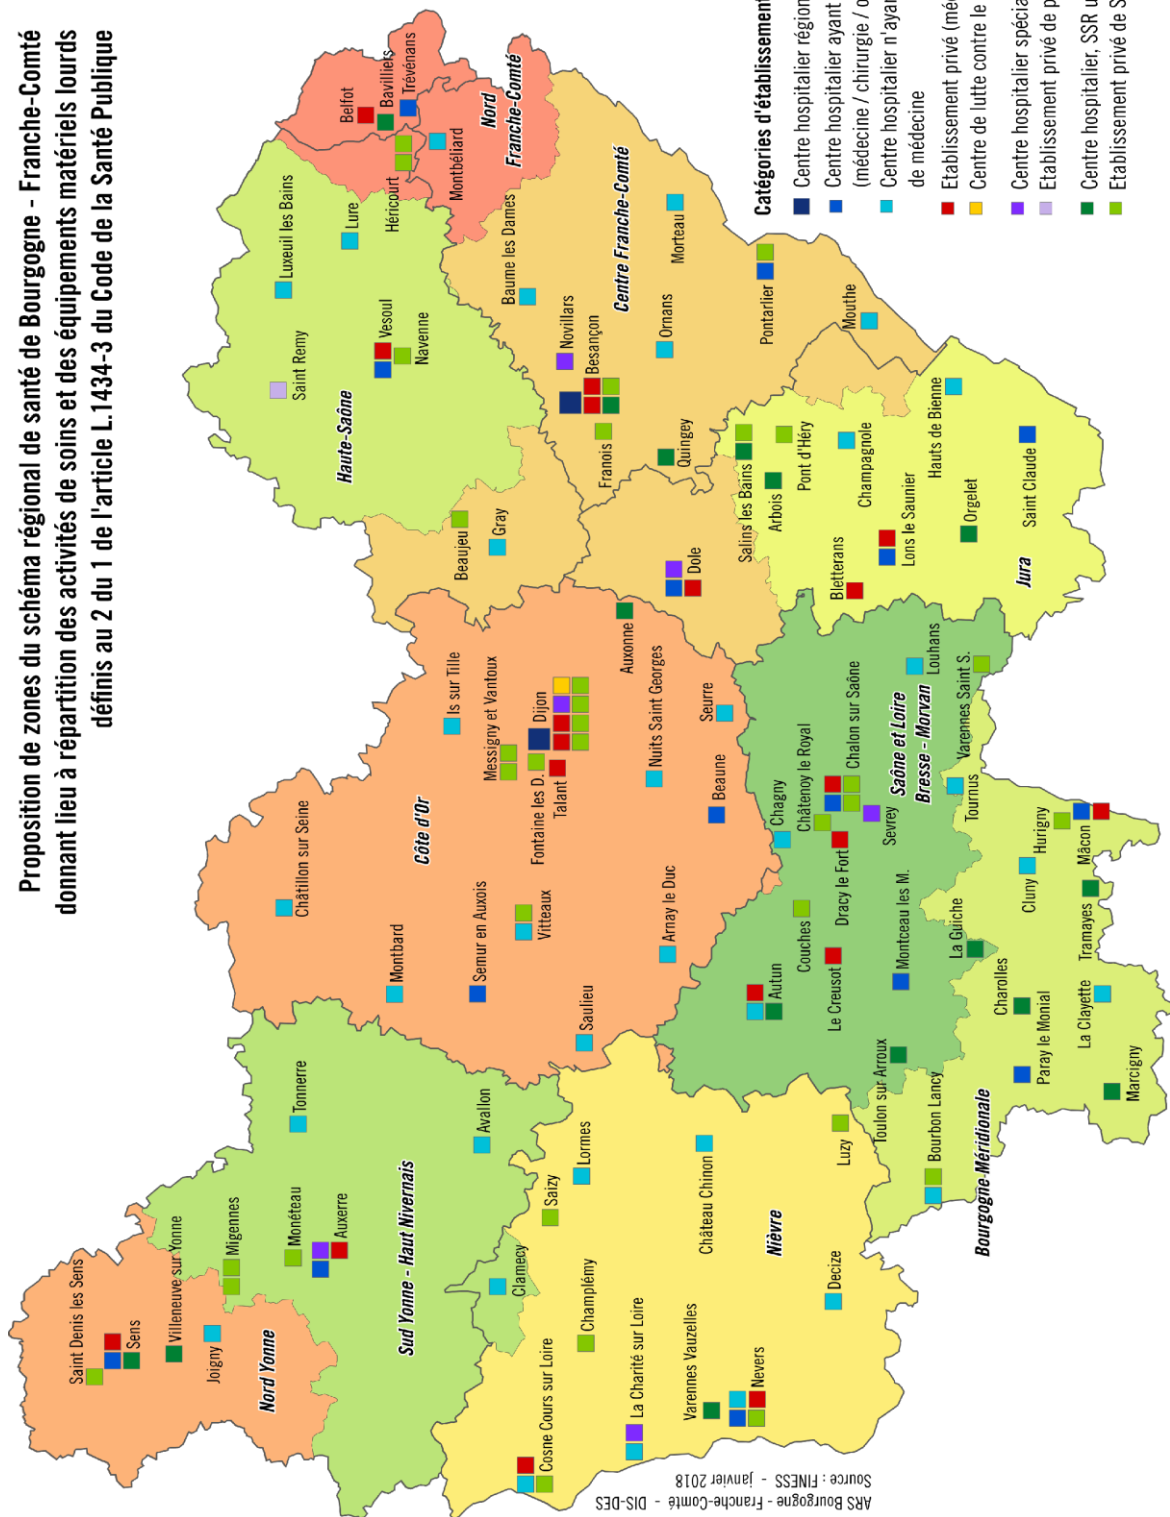 Proposition de zones du schéma régional de santé de Bourgogne - Franche-Comté
donnant lieu à répartition des activités de soins et des équipements matériels lourds
définis au 2 du 1 de l'article L.1434-3 du Code de la Santé Publique
Saint Denis les Sens
Sens
Villeneuve sur Yonne
Joigny
Nord Yonne
Migennes
Monéteau
Auxerre
Tonnerre
Avallon
Sud Yonne - Haut Nivernais
Clamecy
Cosne Cours sur Loire
Champlémy
La Charité sur Loire
Varennes Vauzelles
Nevers
Saizy
Lormes
Château Chinon
Nièvre
Decize
Luzy
Châtillon sur Seine
Montbard
Côte d'Or
Semur en Auxois
Vitteaux
Saulieu
Arnay le Duc
Is sur Tille
Messigny et Vantoux
Dijon
Fontaine les D.
Talant
Auxonne
Nuits Saint Georges
Seurre
Beaune
Chagny
Châtenoy le Royal
Chalon sur Saône
Dracy le Fort
Sevrey
Couches
Autun
Le Creusot
Montceau les M.
Toulon sur Arroux
La Guiche
Saône et Loire
Bresse - Morvan
Louhans
Varennes Saint S.
Tournus
Bourbon Lancy
Bourgogne Méridionale
Paray le Monial
Charolles
Marcigny
La Clayette
Tramayes
Cluny
Hurigny
Mâcon
Saint Remy
Luxeuil les Bains
Lure
Haute-Saône
Vesoul
Navenne
Héricourt
Belfot
Bavilliers
Trévénans
Montbéliard
Nord
Franche-Comté
Beaujeu
Gray
Baume les Dames
Novillars
Besançon
Franois
Quingey
Ornans
Centre Franche-Comté
Morteau
Pontarlier
Mouthe
Dole
Salins les Bains
Arbois
Pont d'Héry
Champagnole
Hauts de Bienne
Bletterans
Lons le Saunier
Orgelet
Saint Claude
Jura
Catégories d'établissement
Centre hospitalier région
Centre hospitalier ayant
(médecine / chirurgie / o
Centre hospitalier n'ayan
de médecine
Etablissement privé (méd
Centre de lutte contre le
Centre hospitalier spécia
Etablissement privé de p
Centre hospitalier, SSR u
Etablissement privé de S
ARS Bourgogne - Franche-Comté - DIS-DES
Source : FINESS - janvier 2018